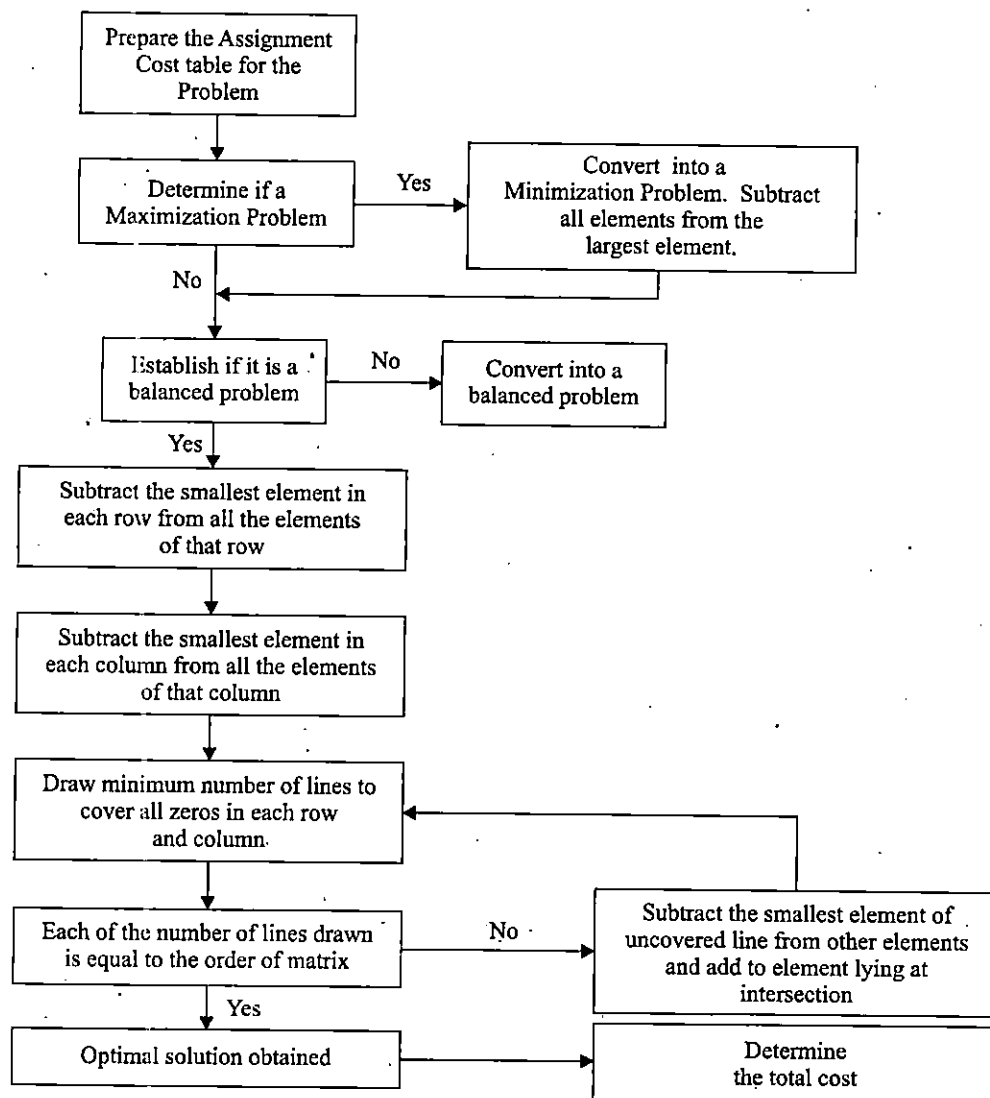 Prepare the Assignment
Cost table for the
Problem
Determine if a
Maximization Problem
Yes
Convert into a
Minimization Problem. Subtract
all elements from the
largest element.
No
Establish if it is a
balanced problem
No
Convert into a
balanced problem
Yes
Subtract the smallest element in
each row from all the elements
of that row
Subtract the smallest element in
each column from all the elements
of that column
Draw minimum number of lines to
cover all zeros in each row
and column.
Each of the number of lines drawn
is equal to the order of matrix
No
Subtract the smallest element of
uncovered line from other elements
and add to element lying at
intersection
Yes
Optimal solution obtained
Determine
the total cost